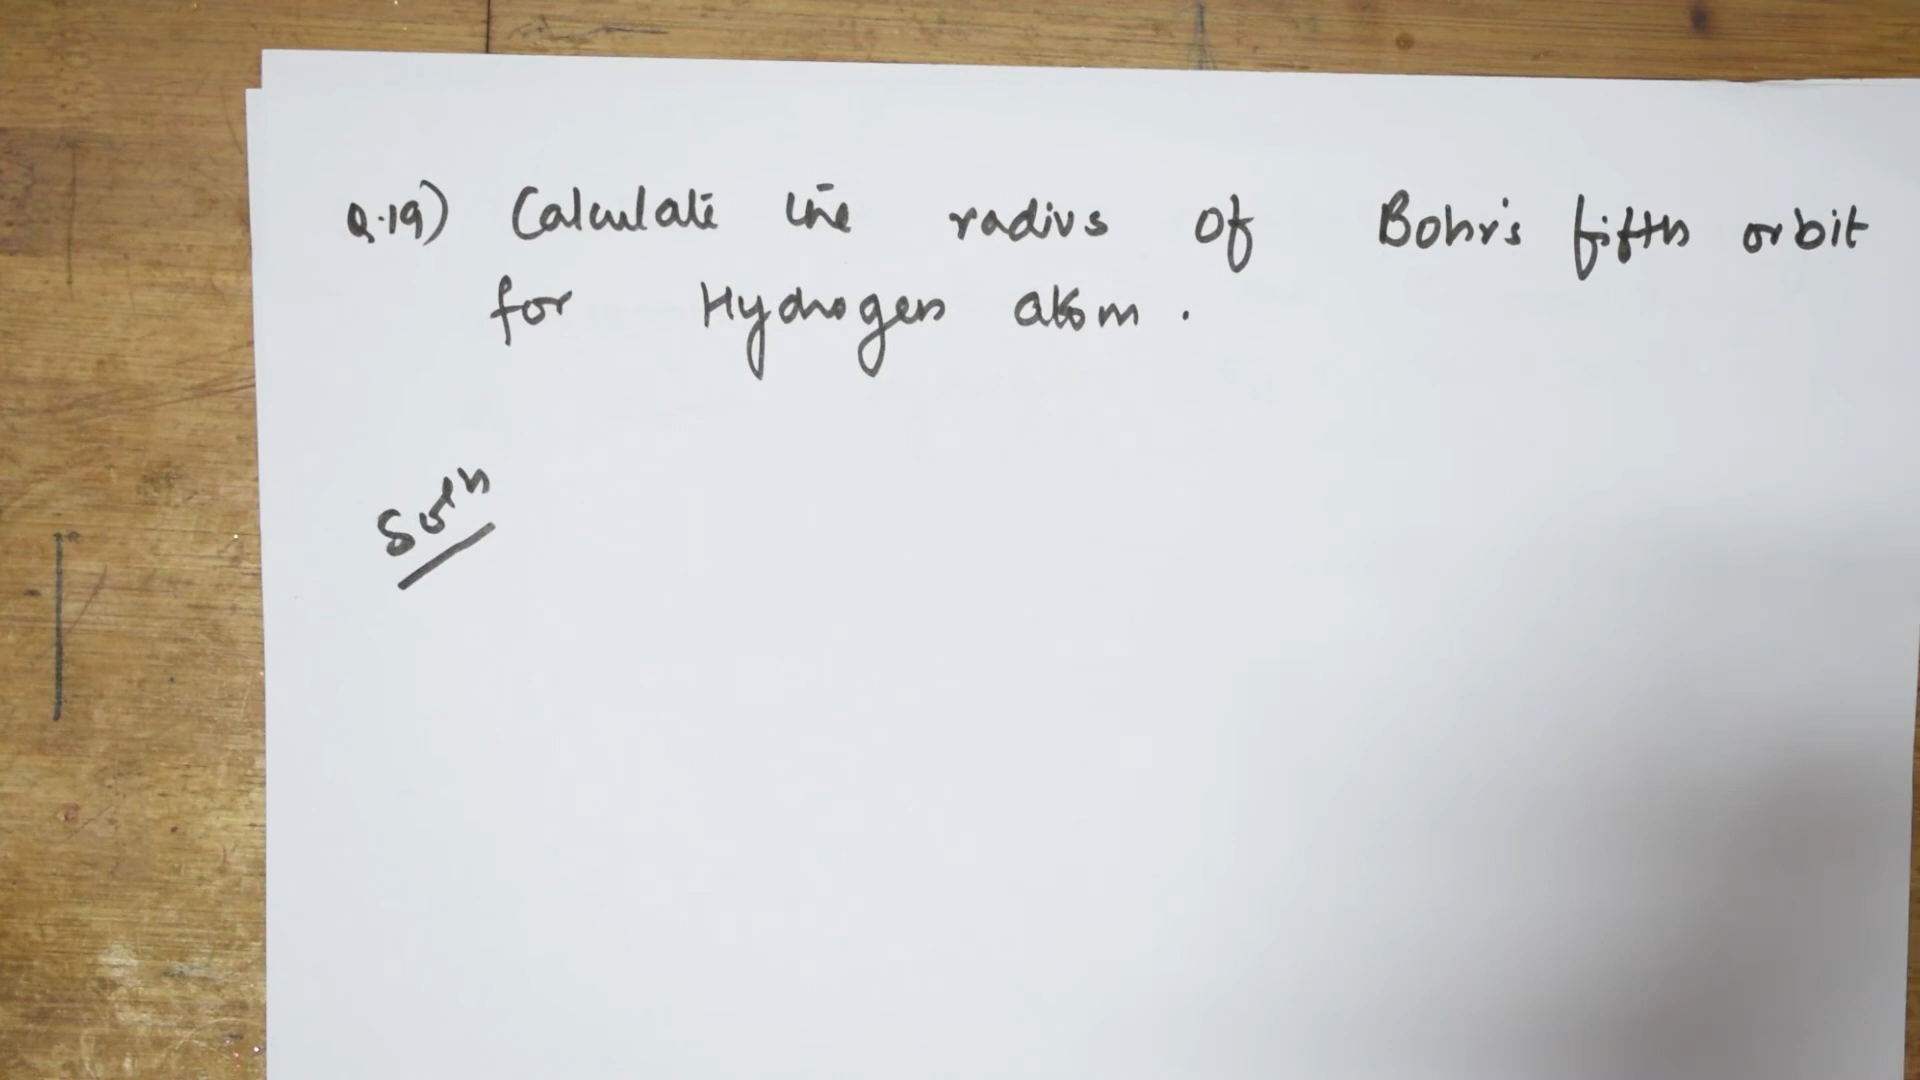 Q.19) Calculate the radius of Bohr's fifth orbit
for Hydrogen atom.
Solⁿ